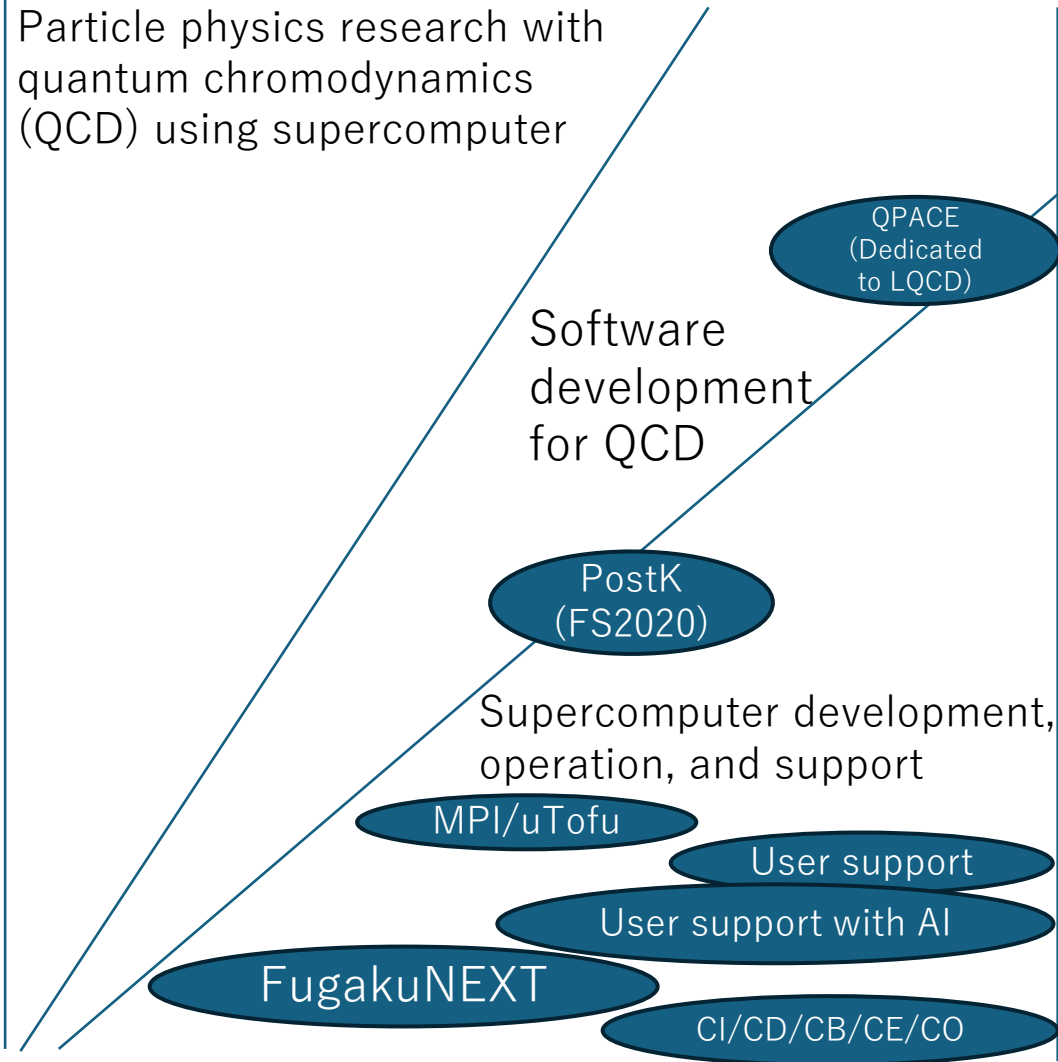 Particle physics research with
quantum chromodynamics
(QCD) using supercomputer
QPACE
(Dedicated
to LQCD)
Software
development
for QCD
PostK
(FS2020)
Supercomputer development,
operation, and support
MPI/uTofu
User support
User support with AI
FugakuNEXT
CI/CD/CB/CE/CO